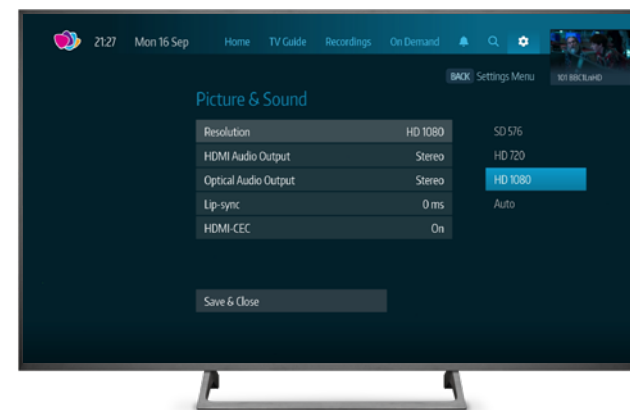 21:27 Mon 16 Sep Home TV Guide Recordings On Demand
BACK Settings Menu 101 BBC1LnHD
Picture & Sound
Resolution HD 1080 SD 576
HDMI Audio Output Stereo HD 720
Optical Audio Output Stereo HD 1080
Lip-sync 0 ms Auto
HDMI-CEC On
Save & Close